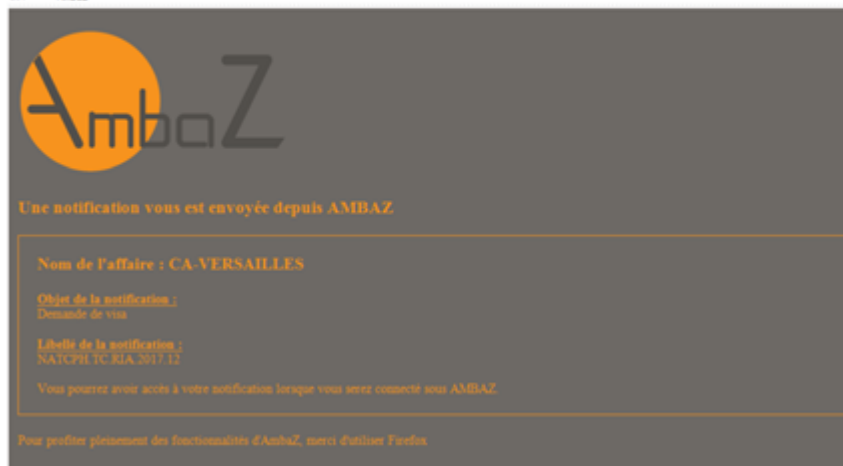 AmbaZ
Une notification vous est envoyée depuis AMBAZ
Nom de l'affaire : CA-VERSAILLES
Objet de la notification :
Demande de visa
Libellé de la notification :
NATCPH.TC.RIA.2017.12
Vous pourrez avoir accès à votre notification lorsque vous serez connecté sous AMBAZ.
Pour profiter pleinement des fonctionnalités d'AmbaZ, merci d'utiliser Firefox